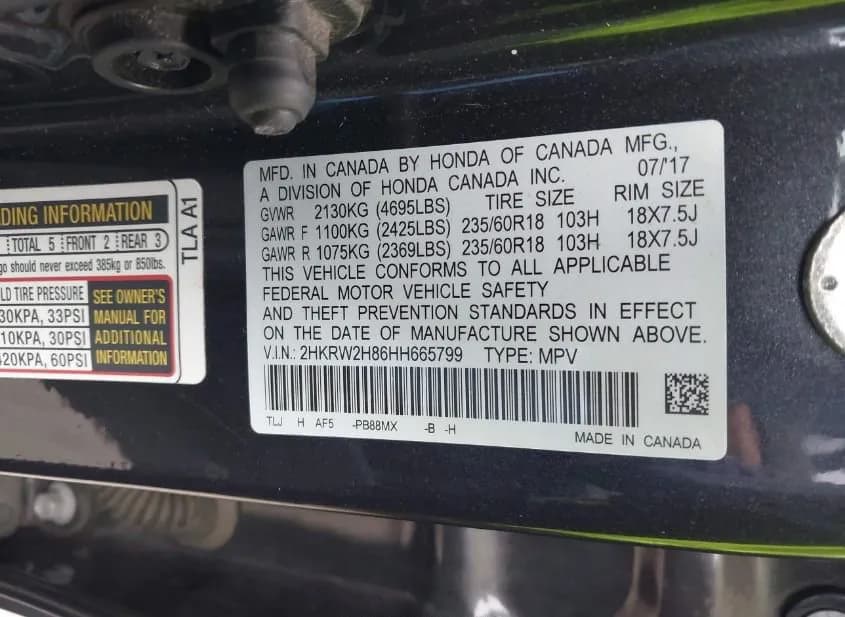 DING INFORMATION
TOTAL 5 FRONT 2 REAR 3
go should never exceed 385kg or 850lbs.
LD TIRE PRESSURE
30KPA, 33PSI
10KPA, 30PSI
420KPA, 60PSI
SEE OWNER'S
MANUAL FOR
ADDITIONAL
INFORMATION
TLA A1
MFD. IN CANADA BY HONDA OF CANADA MFG.,
A DIVISION OF HONDA CANADA INC. 07/'17
GVWR 2130KG (4695LBS) TIRE SIZE RIM SIZE
GAWR F 1100KG (2425LBS) 235/60R18 103H 18X7.5J
GAWR R 1075KG (2369LBS) 235/60R18 103H 18X7.5J
THIS VEHICLE CONFORMS TO ALL APPLICABLE
FEDERAL MOTOR VEHICLE SAFETY
AND THEFT PREVENTION STANDARDS IN EFFECT
ON THE DATE OF MANUFACTURE SHOWN ABOVE.
V.I.N.: 2HKRW2H86HH665799 TYPE: MPV
TLJ H AF5 -PB88MX -B -H
MADE IN CANADA